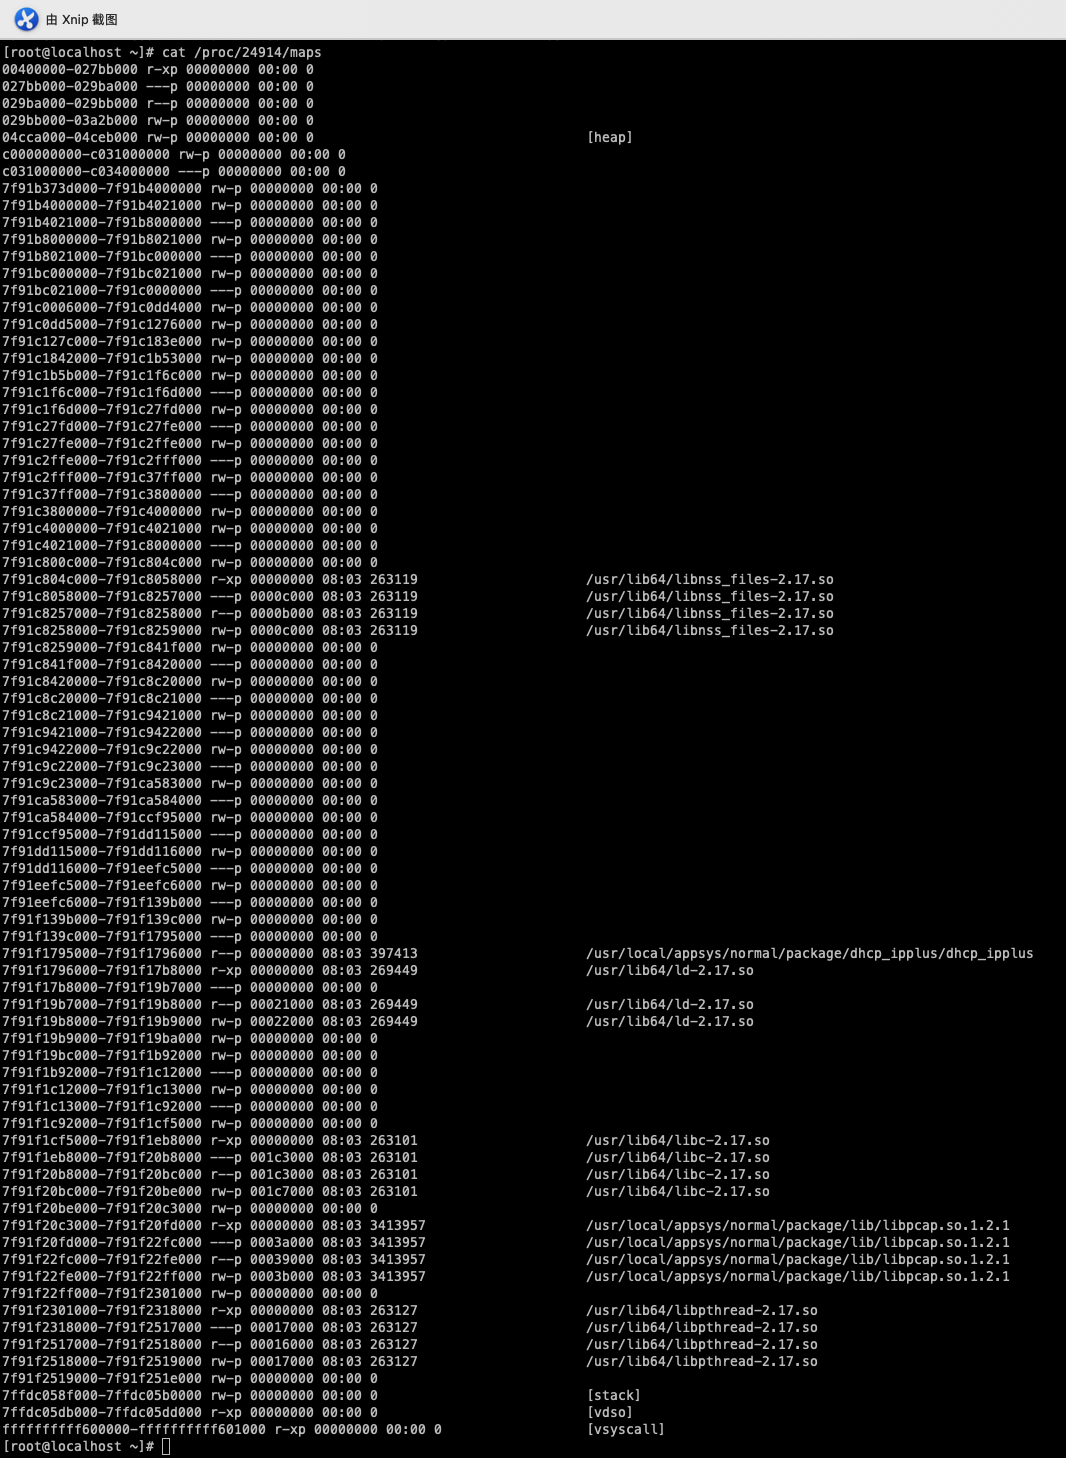 由 Xnip 截图
[root@localhost ~]# cat /proc/24914/maps
00400000-027bb000 r-xp 00000000 00:00 0
027bb000-029ba000 ---p 00000000 00:00 0
029ba000-029bb000 r--p 00000000 00:00 0
029bb000-03a2b000 rw-p 00000000 00:00 0
04cca000-04ceb000 rw-p 00000000 00:00 0 [heap]
c000000000-c031000000 rw-p 00000000 00:00 0
c031000000-c034000000 ---p 00000000 00:00 0
7f91b373d000-7f91b4000000 rw-p 00000000 00:00 0
7f91b4000000-7f91b4021000 rw-p 00000000 00:00 0
7f91b4021000-7f91b8000000 ---p 00000000 00:00 0
7f91b8000000-7f91b8021000 rw-p 00000000 00:00 0
7f91b8021000-7f91bc000000 ---p 00000000 00:00 0
7f91bc000000-7f91bc021000 rw-p 00000000 00:00 0
7f91bc021000-7f91c0000000 ---p 00000000 00:00 0
7f91c0006000-7f91c0dd4000 rw-p 00000000 00:00 0
7f91c0dd5000-7f91c1276000 rw-p 00000000 00:00 0
7f91c127c000-7f91c183e000 rw-p 00000000 00:00 0
7f91c1842000-7f91c1b53000 rw-p 00000000 00:00 0
7f91c1b5b000-7f91c1f6c000 rw-p 00000000 00:00 0
7f91c1f6c000-7f91c1f6d000 ---p 00000000 00:00 0
7f91c1f6d000-7f91c27fd000 rw-p 00000000 00:00 0
7f91c27fd000-7f91c27fe000 ---p 00000000 00:00 0
7f91c27fe000-7f91c2ffe000 rw-p 00000000 00:00 0
7f91c2ffe000-7f91c2fff000 ---p 00000000 00:00 0
7f91c2fff000-7f91c37ff000 rw-p 00000000 00:00 0
7f91c37ff000-7f91c3800000 ---p 00000000 00:00 0
7f91c3800000-7f91c4000000 rw-p 00000000 00:00 0
7f91c4000000-7f91c4021000 rw-p 00000000 00:00 0
7f91c4021000-7f91c8000000 ---p 00000000 00:00 0
7f91c800c000-7f91c804c000 rw-p 00000000 00:00 0
7f91c804c000-7f91c8058000 r-xp 00000000 08:03 263119 /usr/lib64/libnss_files-2.17.so
7f91c8058000-7f91c8257000 ---p 0000c000 08:03 263119 /usr/lib64/libnss_files-2.17.so
7f91c8257000-7f91c8258000 r--p 0000b000 08:03 263119 /usr/lib64/libnss_files-2.17.so
7f91c8258000-7f91c8259000 rw-p 0000c000 08:03 263119 /usr/lib64/libnss_files-2.17.so
7f91c8259000-7f91c841f000 rw-p 00000000 00:00 0
7f91c841f000-7f91c8420000 ---p 00000000 00:00 0
7f91c8420000-7f91c8c20000 rw-p 00000000 00:00 0
7f91c8c20000-7f91c8c21000 ---p 00000000 00:00 0
7f91c8c21000-7f91c9421000 rw-p 00000000 00:00 0
7f91c9421000-7f91c9422000 ---p 00000000 00:00 0
7f91c9422000-7f91c9c22000 rw-p 00000000 00:00 0
7f91c9c22000-7f91c9c23000 ---p 00000000 00:00 0
7f91c9c23000-7f91ca583000 rw-p 00000000 00:00 0
7f91ca583000-7f91ca584000 ---p 00000000 00:00 0
7f91ca584000-7f91ccf95000 rw-p 00000000 00:00 0
7f91ccf95000-7f91dd115000 ---p 00000000 00:00 0
7f91dd115000-7f91dd116000 rw-p 00000000 00:00 0
7f91dd116000-7f91eefc5000 ---p 00000000 00:00 0
7f91eefc5000-7f91eefc6000 rw-p 00000000 00:00 0
7f91eefc6000-7f91f139b000 ---p 00000000 00:00 0
7f91f139b000-7f91f139c000 rw-p 00000000 00:00 0
7f91f139c000-7f91f1795000 ---p 00000000 00:00 0
7f91f1795000-7f91f1796000 r--p 00000000 08:03 397413 /usr/local/appsys/normal/package/dhcp_ipplus/dhcp_ipplus
7f91f1796000-7f91f17b8000 r-xp 00000000 08:03 269449 /usr/lib64/ld-2.17.so
7f91f17b8000-7f91f19b7000 ---p 00000000 00:00 0
7f91f19b7000-7f91f19b8000 r--p 00021000 08:03 269449 /usr/lib64/ld-2.17.so
7f91f19b8000-7f91f19b9000 rw-p 00022000 08:03 269449 /usr/lib64/ld-2.17.so
7f91f19b9000-7f91f19ba000 rw-p 00000000 00:00 0
7f91f19bc000-7f91f1b92000 rw-p 00000000 00:00 0
7f91f1b92000-7f91f1c12000 ---p 00000000 00:00 0
7f91f1c12000-7f91f1c13000 rw-p 00000000 00:00 0
7f91f1c13000-7f91f1c92000 ---p 00000000 00:00 0
7f91f1c92000-7f91f1cf5000 rw-p 00000000 00:00 0
7f91f1cf5000-7f91f1eb8000 r-xp 00000000 08:03 263101 /usr/lib64/libc-2.17.so
7f91f1eb8000-7f91f20b8000 ---p 001c3000 08:03 263101 /usr/lib64/libc-2.17.so
7f91f20b8000-7f91f20bc000 r--p 001c3000 08:03 263101 /usr/lib64/libc-2.17.so
7f91f20bc000-7f91f20be000 rw-p 001c7000 08:03 263101 /usr/lib64/libc-2.17.so
7f91f20be000-7f91f20c3000 rw-p 00000000 00:00 0
7f91f20c3000-7f91f20fd000 r-xp 00000000 08:03 3413957 /usr/local/appsys/normal/package/lib/libpcap.so.1.2.1
7f91f20fd000-7f91f22fc000 ---p 0003a000 08:03 3413957 /usr/local/appsys/normal/package/lib/libpcap.so.1.2.1
7f91f22fc000-7f91f22fe000 r--p 00039000 08:03 3413957 /usr/local/appsys/normal/package/lib/libpcap.so.1.2.1
7f91f22fe000-7f91f22ff000 rw-p 0003b000 08:03 3413957 /usr/local/appsys/normal/package/lib/libpcap.so.1.2.1
7f91f22ff000-7f91f2301000 rw-p 00000000 00:00 0
7f91f2301000-7f91f2318000 r-xp 00000000 08:03 263127 /usr/lib64/libpthread-2.17.so
7f91f2318000-7f91f2517000 ---p 00017000 08:03 263127 /usr/lib64/libpthread-2.17.so
7f91f2517000-7f91f2518000 r--p 00016000 08:03 263127 /usr/lib64/libpthread-2.17.so
7f91f2518000-7f91f2519000 rw-p 00017000 08:03 263127 /usr/lib64/libpthread-2.17.so
7f91f2519000-7f91f251e000 rw-p 00000000 00:00 0
7ffdc058f000-7ffdc05b0000 rw-p 00000000 00:00 0 [stack]
7ffdc05db000-7ffdc05dd000 r-xp 00000000 00:00 0 [vdso]
ffffffffff600000-ffffffffff601000 r-xp 00000000 00:00 0 [vsyscall]
[root@localhost ~]#